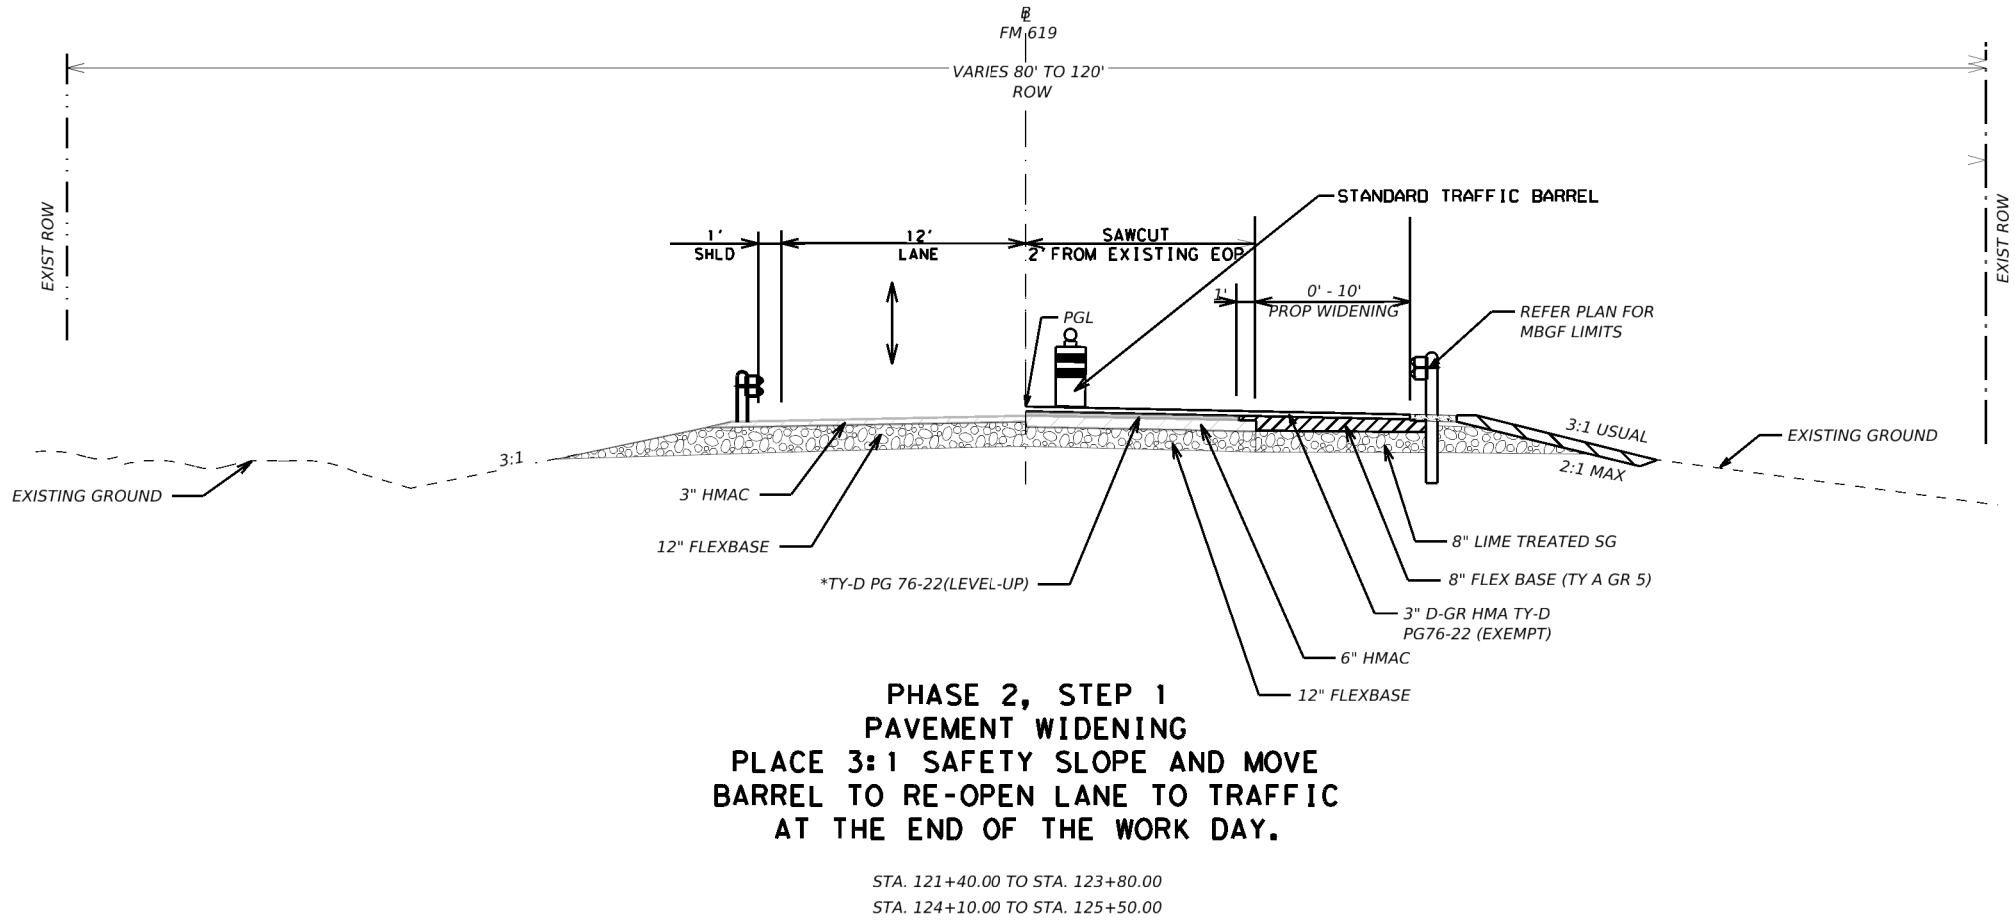 B
FM 619
VARIES 80' TO 120'
ROW
EXIST ROW
EXIST ROW
STANDARD TRAFFIC BARREL
1'
SHLD
12'
LANE
SAWCUT
2' FROM EXISTING EOP
1'
0' - 10'
PROP WIDENING
PGL
REFER PLAN FOR
MBGF LIMITS
3:1 USUAL
2:1 MAX
EXISTING GROUND
3:1
EXISTING GROUND
3" HMAC
12" FLEXBASE
*TY-D PG 76-22(LEVEL-UP)
8" LIME TREATED SG
8" FLEX BASE (TY A GR 5)
3" D-GR HMA TY-D
PG76-22 (EXEMPT)
6" HMAC
12" FLEXBASE
PHASE 2, STEP 1
PAVEMENT WIDENING
PLACE 3:1 SAFETY SLOPE AND MOVE
BARREL TO RE-OPEN LANE TO TRAFFIC
AT THE END OF THE WORK DAY.
STA. 121+40.00 TO STA. 123+80.00
STA. 124+10.00 TO STA. 125+50.00